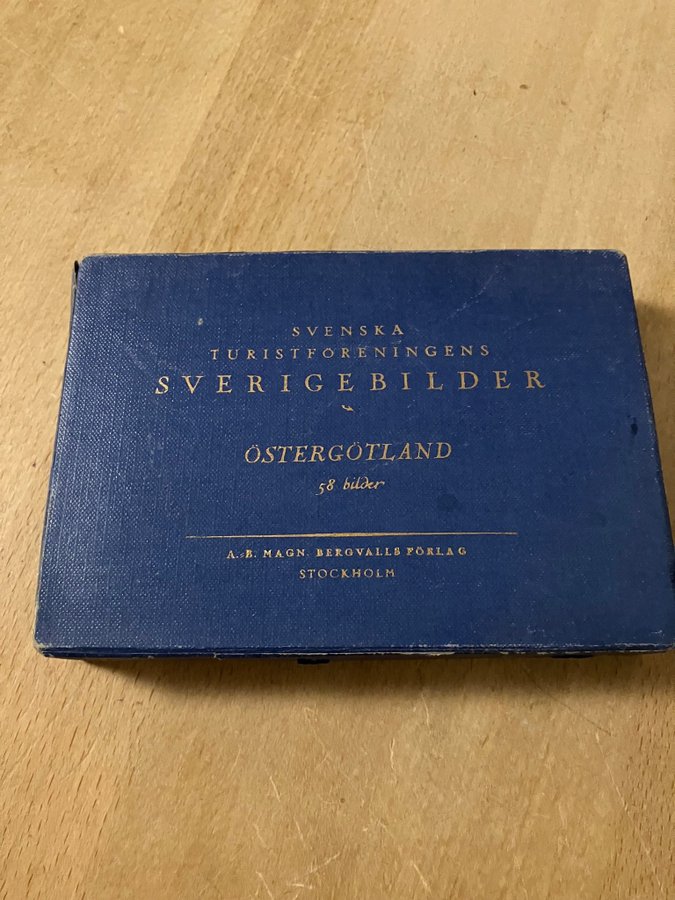 SVENSKA
TURISTFÖRENINGENS
SVERIGEBILDER
ÖSTERGÖTLAND
58 bilder
A.-B. MAGN. BERGVALLS FÖRLAG
STOCKHOLM